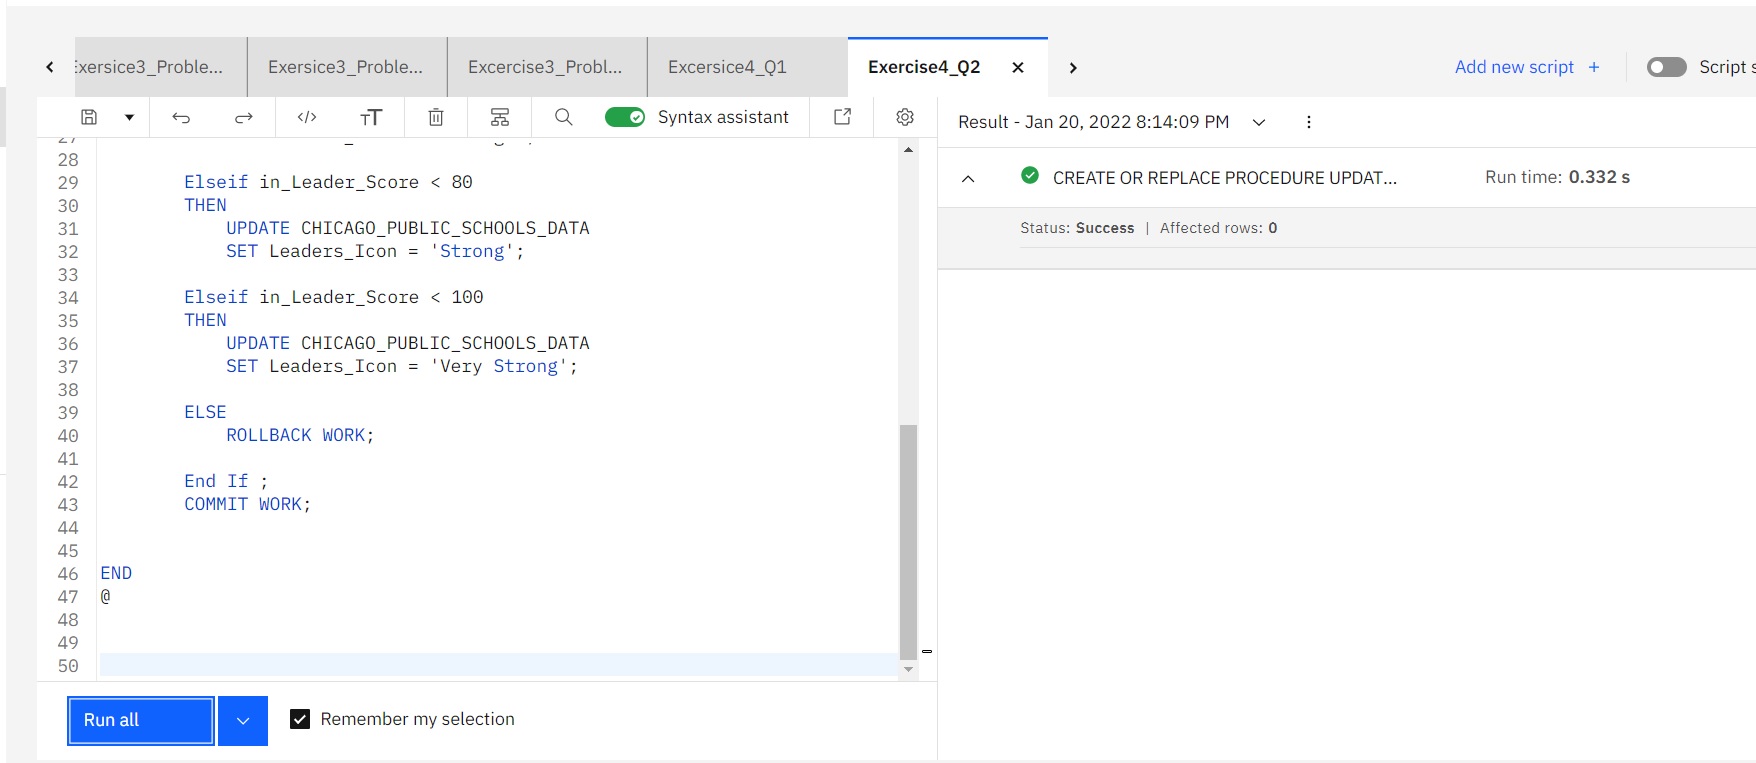 Exersice3_Proble...
Exersice3_Proble...
Excercise3_Probl...
Excersice4_Q1
Exercise4_Q2
Add new script +
Script s
Syntax assistant
Result - Jan 20, 2022 8:14:09 PM
CREATE OR REPLACE PROCEDURE UPDAT...
Run time: 0.332 s
Status: Success | Affected rows: 0
27
28
29 Elseif in_Leader_Score < 80
30 THEN
31 UPDATE CHICAGO_PUBLIC_SCHOOLS_DATA
32 SET Leaders_Icon = 'Strong';
33
34 Elseif in_Leader_Score < 100
35 THEN
36 UPDATE CHICAGO_PUBLIC_SCHOOLS_DATA
37 SET Leaders_Icon = 'Very Strong';
38
39 ELSE
40 ROLLBACK WORK;
41
42 End If ;
43 COMMIT WORK;
44
45
46 END
47 @
48
49
50
Run all
Remember my selection